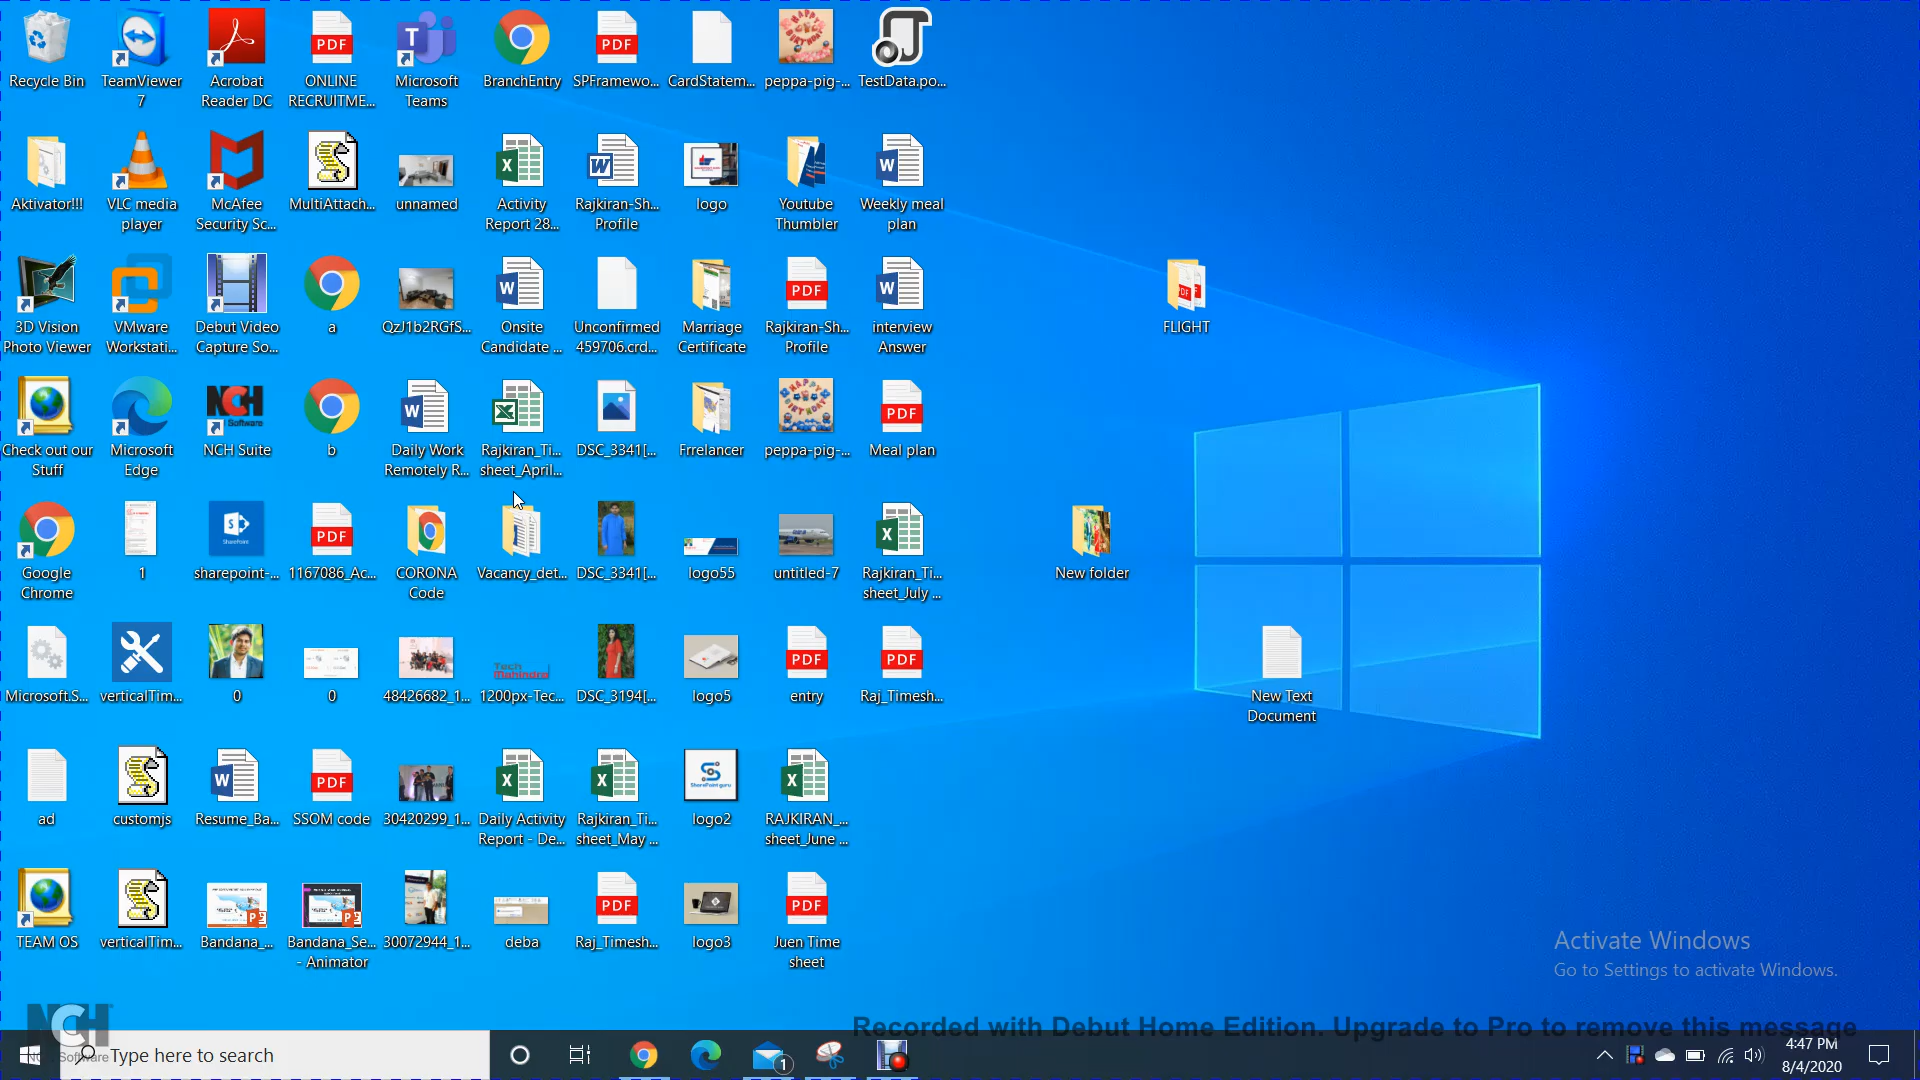 Recycle Bin
TeamViewer 7
Acrobat Reader DC
ONLINE RECRUITME...
Microsoft Teams
BranchEntry
SPFramewo...
CardStatem...
peppa-pig-...
TestData.po...
Aktivator!!!
VLC media player
McAfee Security Sc...
MultiAttach...
unnamed
Activity Report 28...
Rajkiran-Sh... Profile
logo
Youtube Thumbler
Weekly meal plan
3D Vision Photo Viewer
VMware Workstati...
Debut Video Capture So...
a
QzJ1b2RGfS...
Onsite Candidate ...
Unconfirmed 459706.crd...
Marriage Certificate
Rajkiran-Sh... Profile
interview Answer
FLIGHT
Check out our Stuff
Microsoft Edge
NCH Suite
b
Daily Work Remotely R...
Rajkiran_Ti... sheet_April...
DSC_3341[...
Frrelancer
peppa-pig-...
Meal plan
Google Chrome
1
sharepoint-...
1167086_Ac...
CORONA Code
Vacancy_det...
DSC_3341[...
logo55
untitled-7
Rajkiran_Ti... sheet_July ...
New folder
Microsoft.S...
verticalTim...
0
0
48426682_1...
1200px-Tec...
DSC_3194[...
logo5
entry
Raj_Timesh...
New Text Document
ad
customjs
Resume_Ba...
SSOM code
30420299_1...
Daily Activity Report - De...
Rajkiran_Ti... sheet_May ...
logo2
RAJKIRAN_... sheet_June ...
TEAM OS
verticalTim...
Bandana_...
Bandana_Se... - Animator
30072944_1...
deba
Raj_Timesh...
logo3
Juen Time sheet
Activate Windows
Go to Settings to activate Windows.
Recorded with Debut Home Edition. Upgrade to Pro to remove this message
NCH
Software
Type here to search
1
4:47 PM
8/4/2020